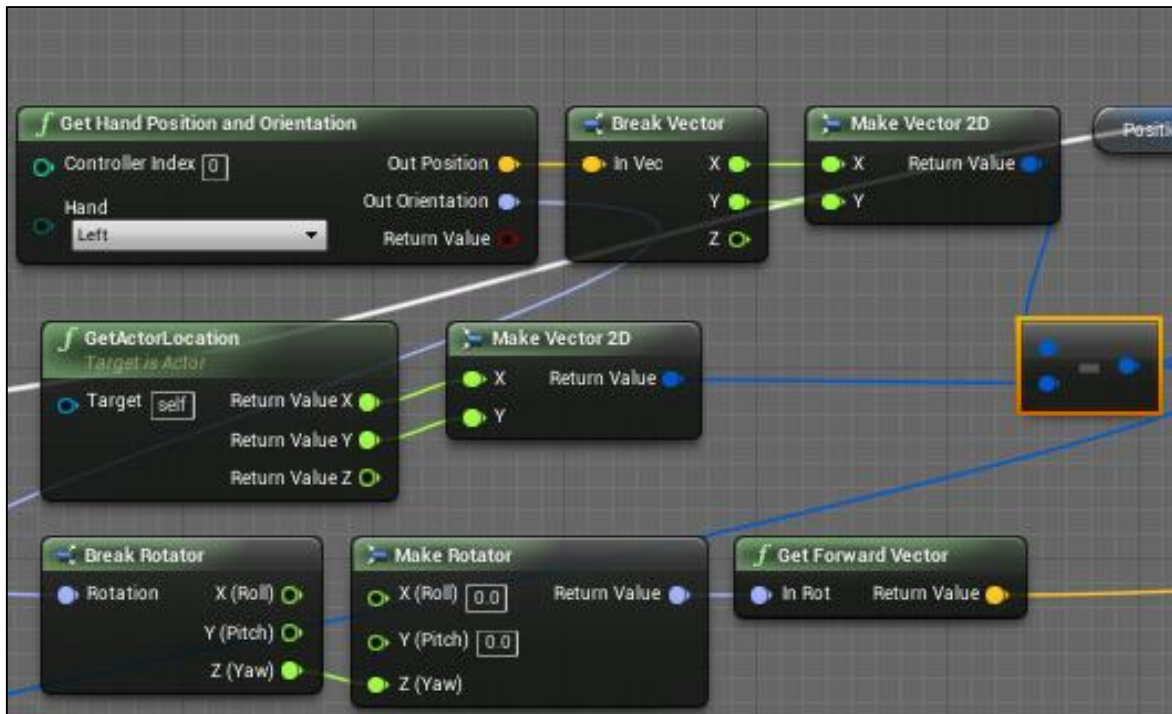 Get Hand Position and Orientation
Controller Index 0
Hand
Left
Out Position
Out Orientation
Return Value
Break Vector
In Vec
X
Y
Z
Make Vector 2D
X
Y
Return Value
Positi
GetActorLocation
Target is Actor
Target self
Return Value X
Return Value Y
Return Value Z
Make Vector 2D
X
Y
Return Value
-
Break Rotator
Rotation
X (Roll)
Y (Pitch)
Z (Yaw)
Make Rotator
X (Roll) 0.0
Y (Pitch) 0.0
Z (Yaw)
Return Value
Get Forward Vector
In Rot
Return Value